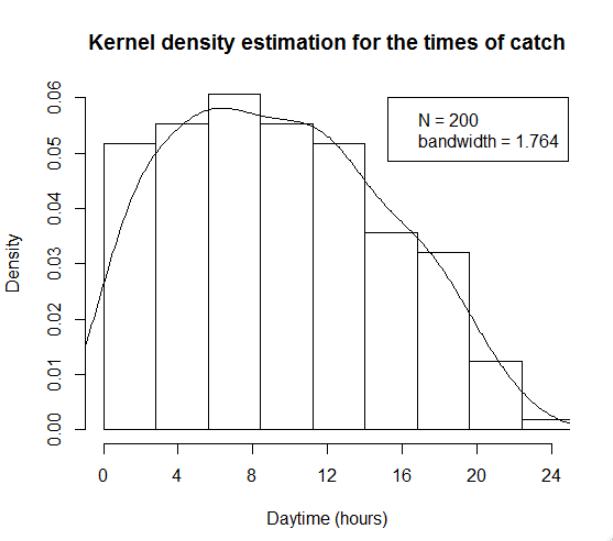 Kernel density estimation for the times of catch
N = 200
bandwidth = 1.764
0.06
0.05
0.04
0.03
0.02
0.01
0.00
Density
0 4 8 12 16 20 24
Daytime (hours)